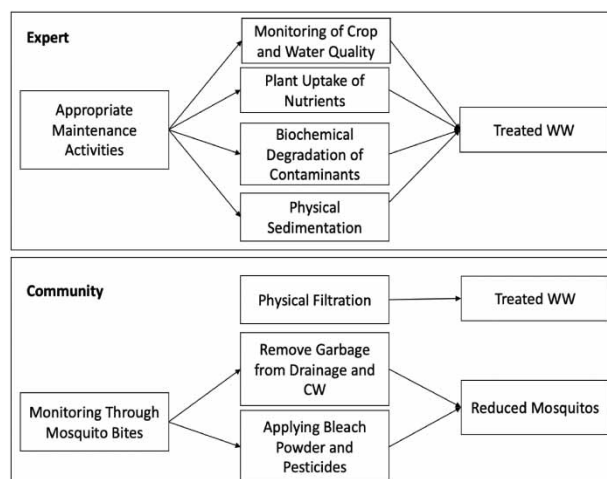 Expert
Monitoring of Crop
and Water Quality
Plant Uptake of
Nutrients
Appropriate
Maintenance
Activities
Biochemical
Degradation of
Contaminants
Treated WW
Physical
Sedimentation
Community
Physical Filtration
Treated WW
Remove Garbage
from Drainage and
CW
Monitoring Through
Mosquito Bites
Reduced Mosquitos
Applying Bleach
Powder and
Pesticides